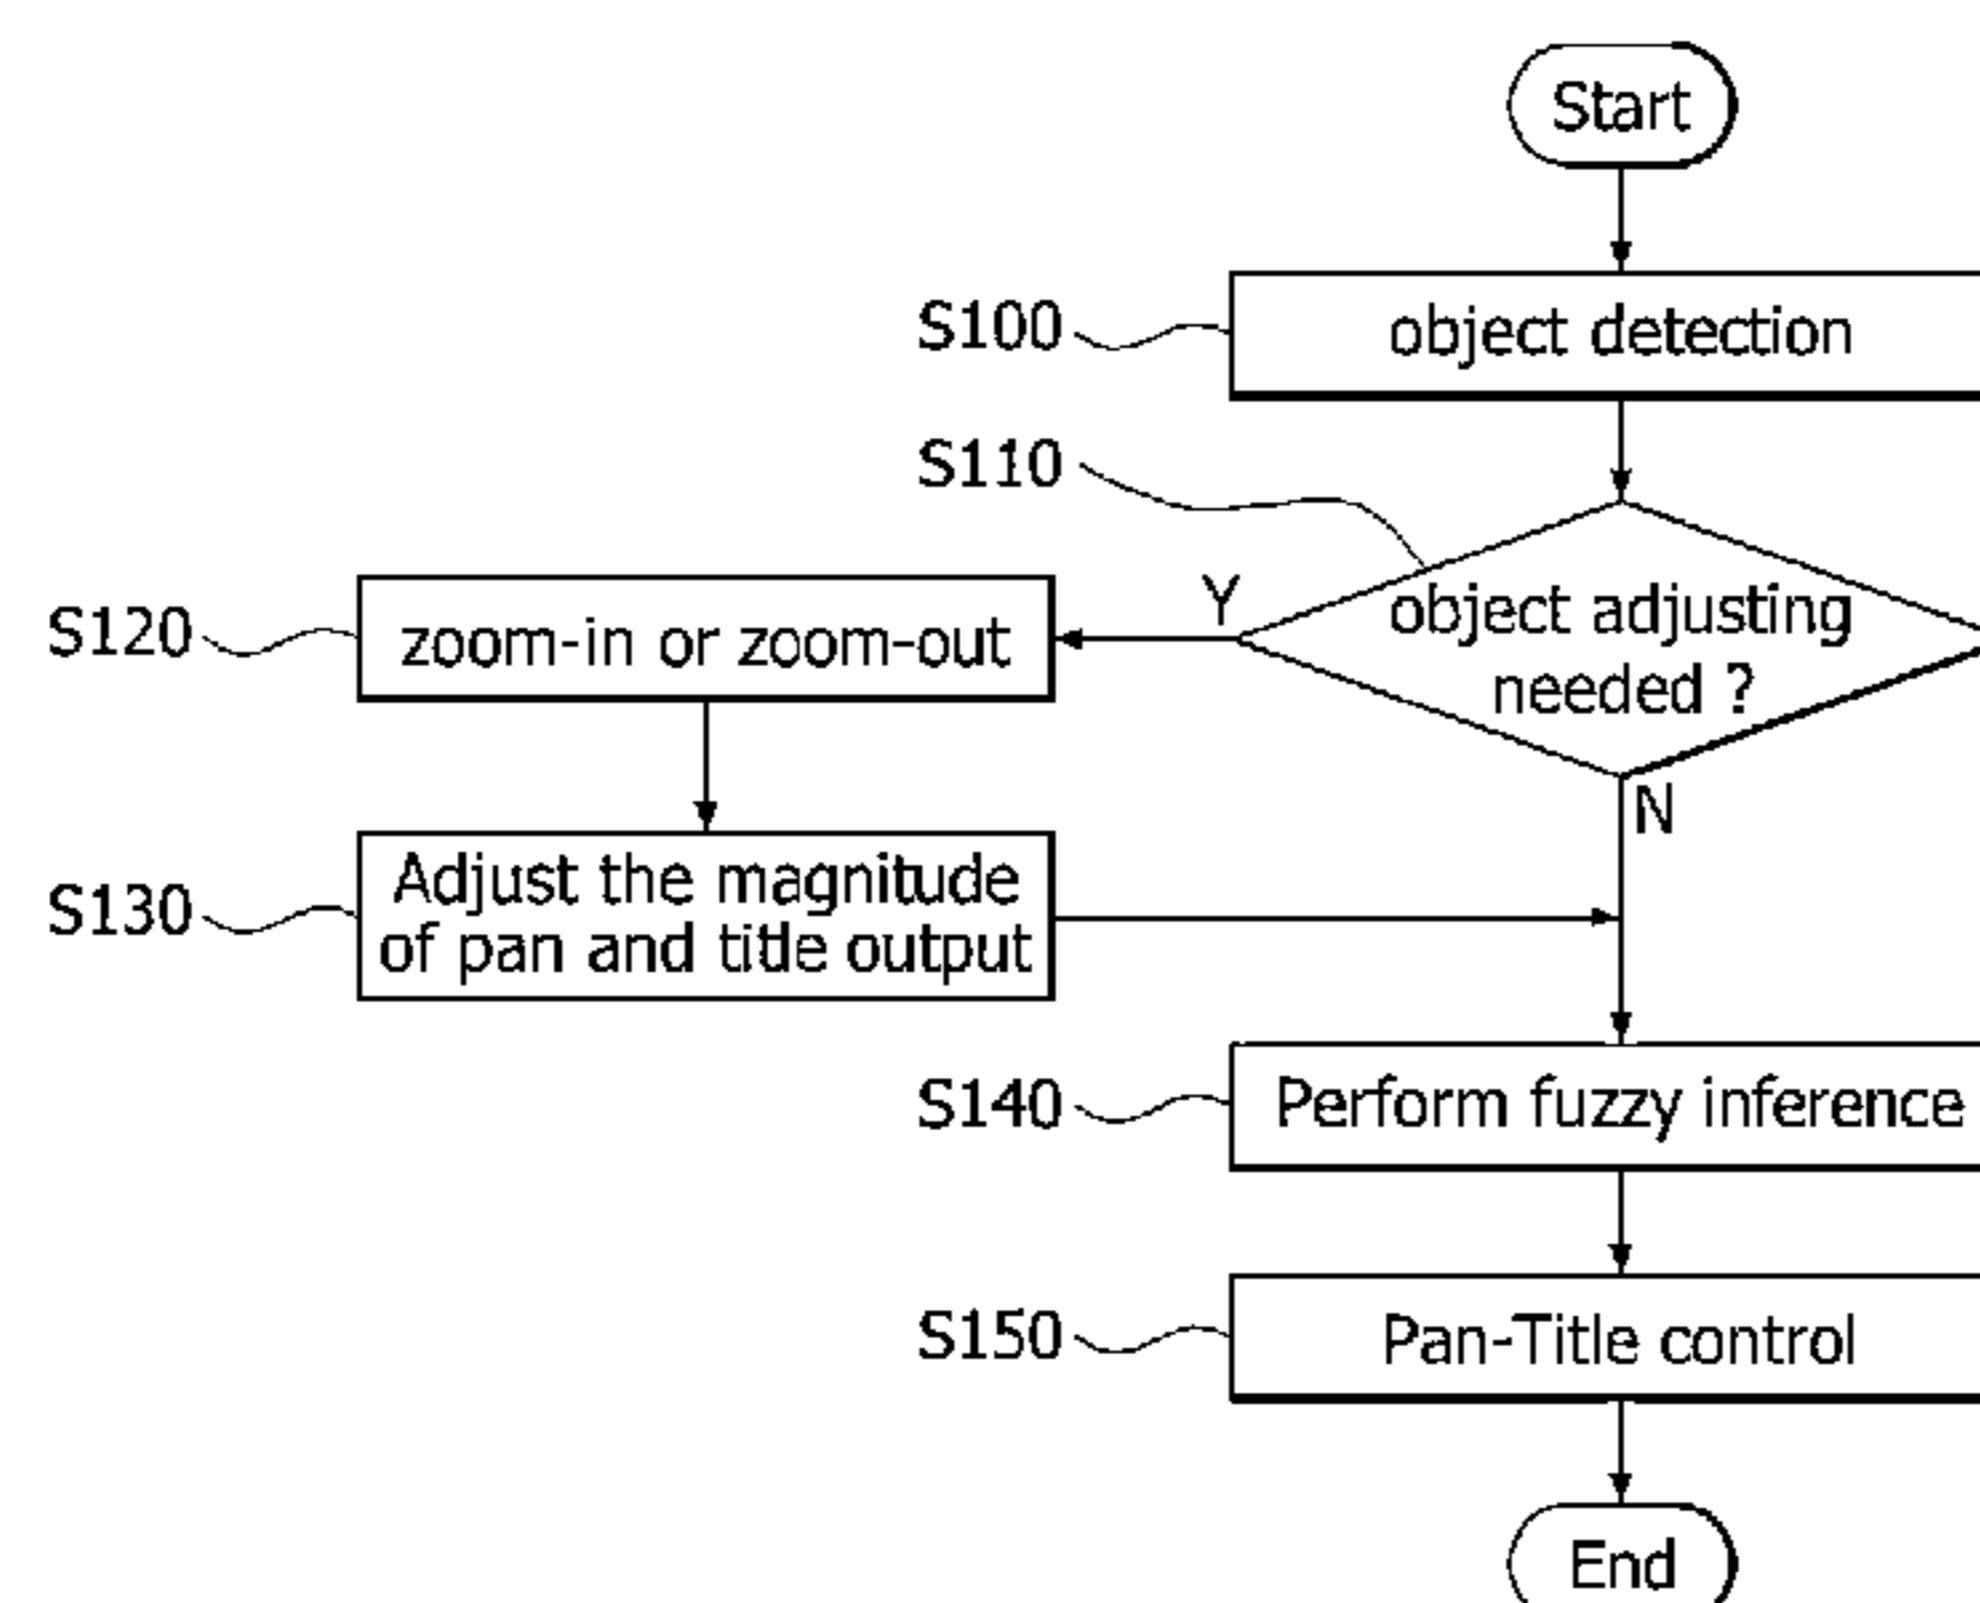 Start
S100
object detection
S110
Y
object adjusting
needed ?
S120
zoom-in or zoom-out
N
S130
Adjust the magnitude
of pan and title output
S140
Perform fuzzy inference
S150
Pan-Title control
End